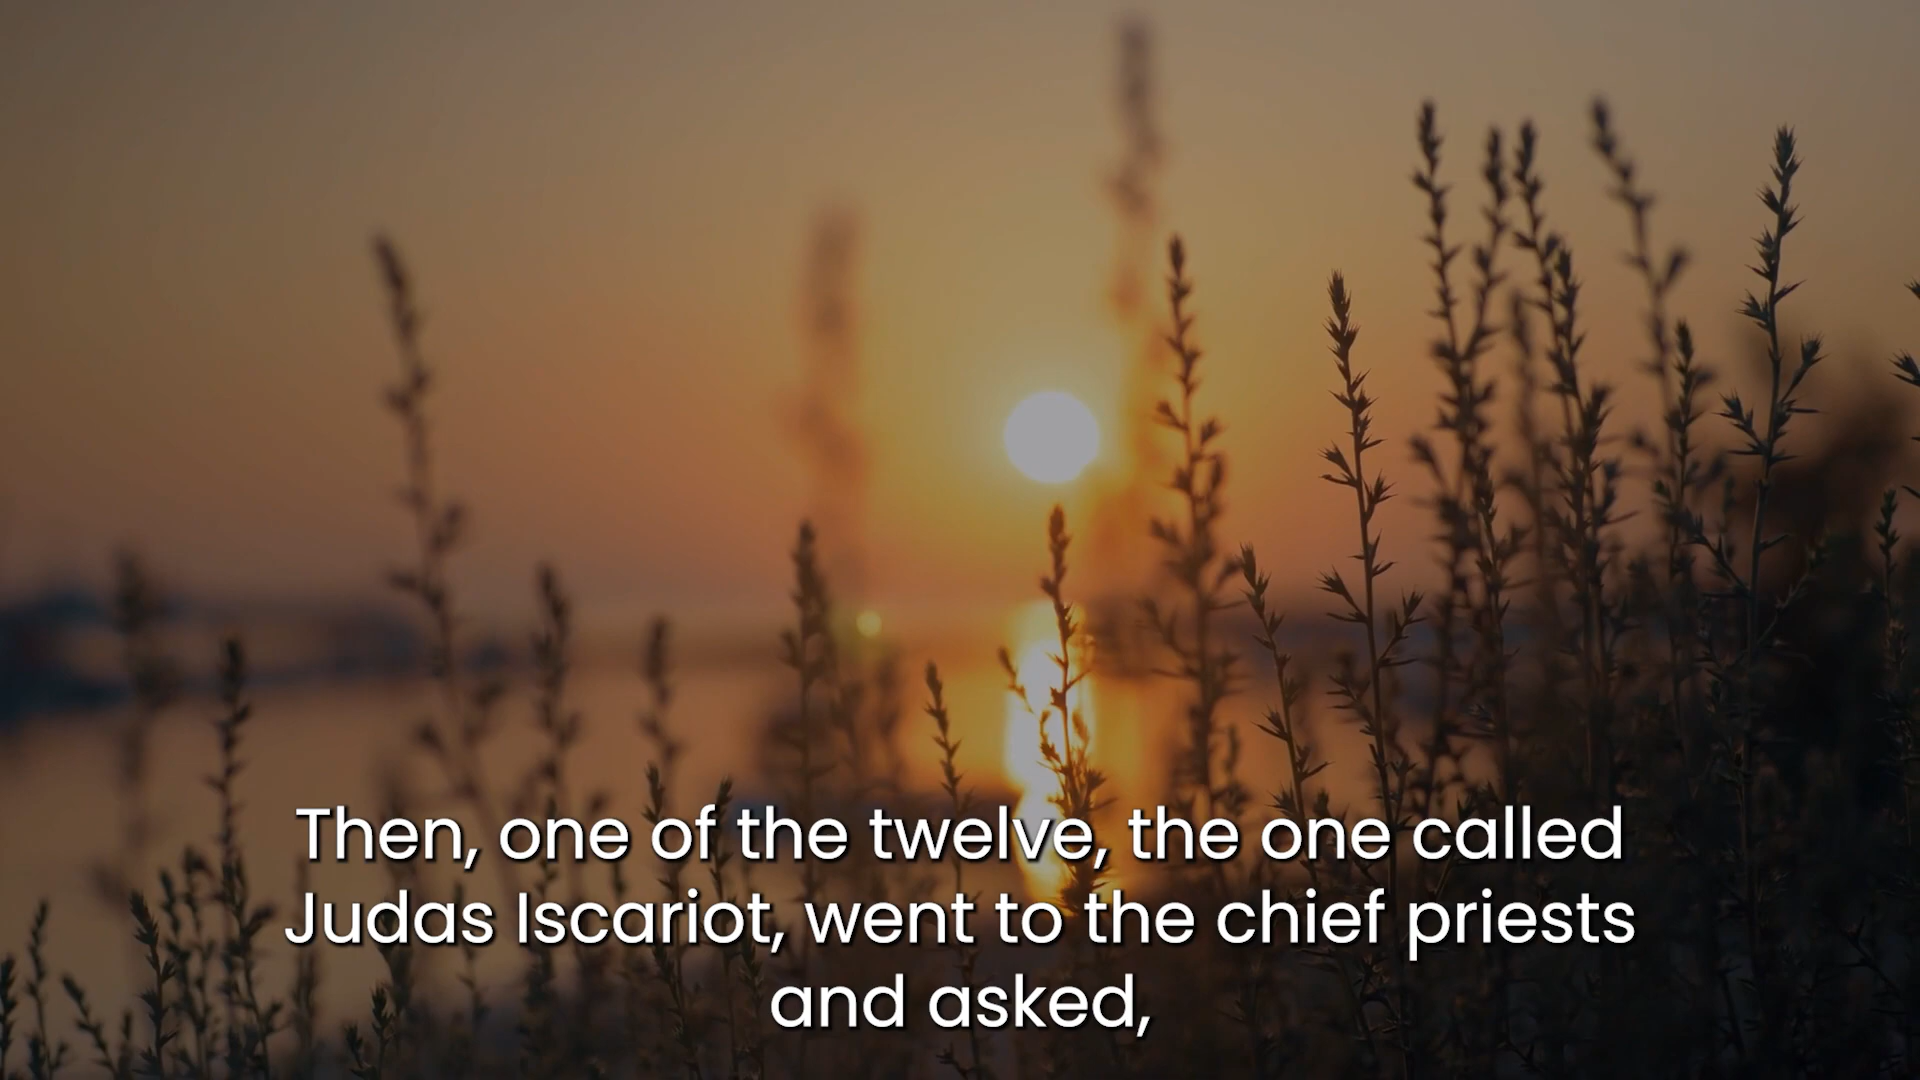 Then, one of the twelve, the one called
Judas Iscariot, went to the chief priests
and asked,